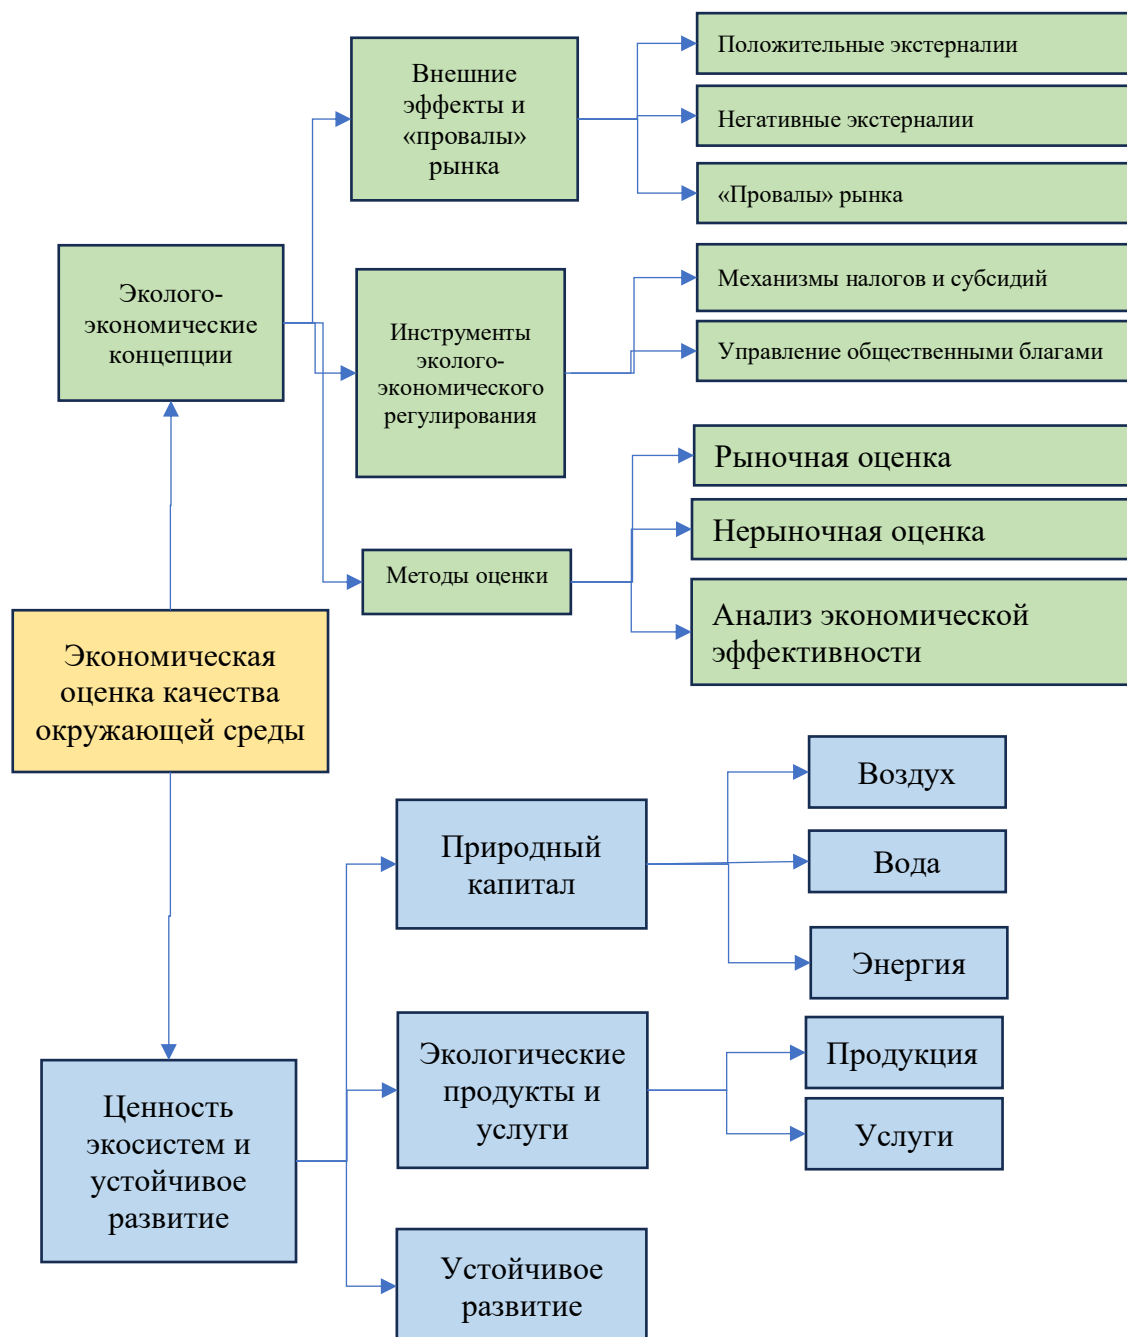 Положительные экстерналии
Внешние
эффекты и
«провалы»
рынка
Негативные экстерналии
«Провалы» рынка
Эколого-
экономические
концепции
Инструменты
эколого-
экономического
регулирования
Механизмы налогов и субсидий
Управление общественными благами
Методы оценки
Рыночная оценка
Нерыночная оценка
Анализ экономической
эффективности
Экономическая
оценка качества
окружающей среды
Природный
капитал
Воздух
Вода
Энергия
Ценность
экосистем и
устойчивое
развитие
Экологические
продукты и
услуги
Продукция
Услуги
Устойчивое
развитие